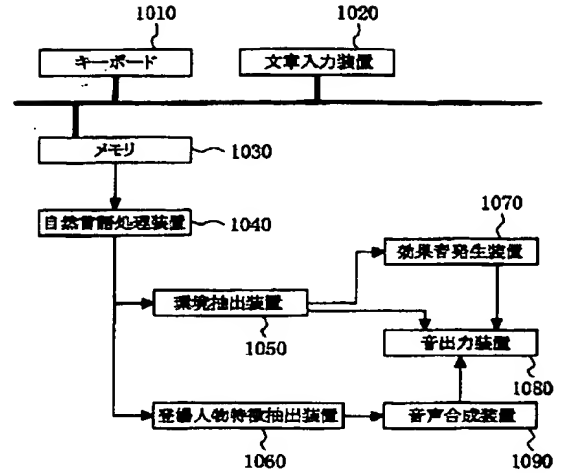 1010
1020
キーボード
文章入力装置
メモリ
1030
1070
自然言語処理装置
1040
効果音発生装置
環境抽出装置
1050
音出力装置
1080
登場人物特徴抽出装置
音声合成装置
1060
1090